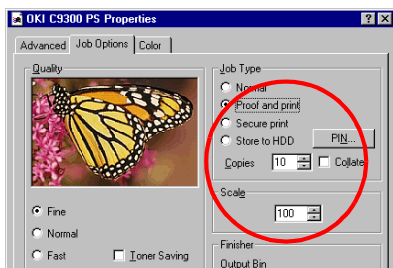 OKI C9300 PS Properties
Advanced Job Options Color
Quality
Job Type
Normal
Proof and print
Secure print
Store to HDD PIN...
Copies 10 Collate
Scale
100
Fine
Normal
Fast Toner Saving
Finisher
Output Bin